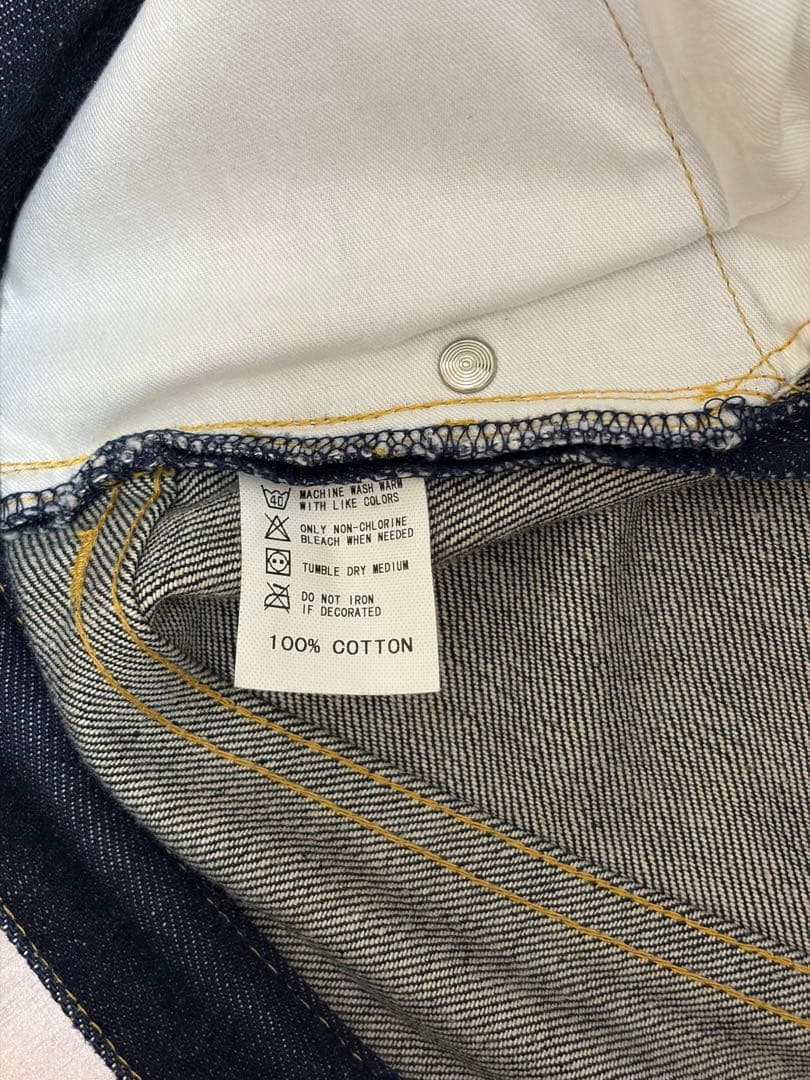 40
MACHINE WASH WARM
WITH LIKE COLORS
ONLY NON-CHLORINE
BLEACH WHEN NEEDED
TUMBLE DRY MEDIUM
DO NOT IRON
IF DECORATED
100% COTTON